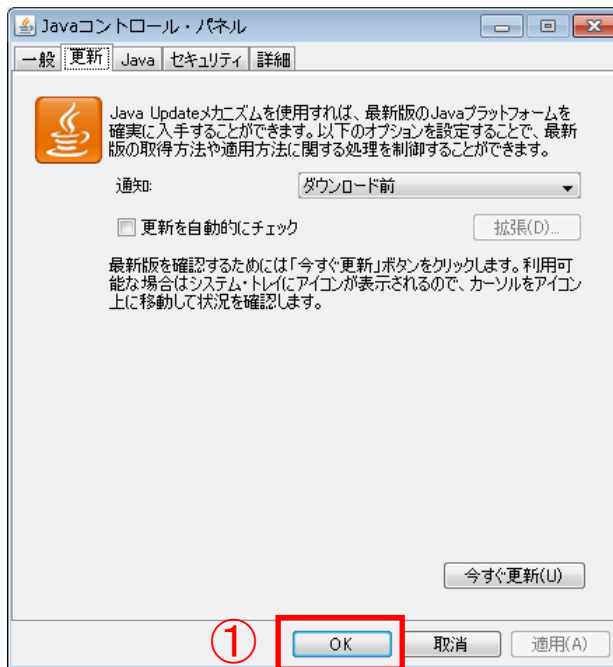 Javaコントロール・パネル
一般 更新 Java セキュリティ 詳細
Java Updateメカニズムを使用すれば、最新版のJavaプラットフォームを
確実に入手することができます。以下のオプションを設定することで、最新
版の取得方法や適用方法に関する処理を制御することができます。
通知: ダウンロード前
更新を自動的にチェック 拡張(D)...
最新版を確認するためには「今すぐ更新」ボタンをクリックします。利用可
能な場合はシステム・トレイにアイコンが表示されるので、カーソルをアイコン
上に移動して状況を確認します。
今すぐ更新(U)
① OK 取消 適用(A)